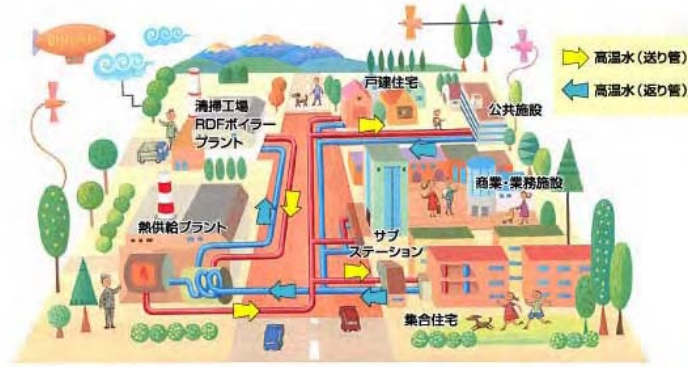 戸建住宅
高温水(送り管)
高温水(返り管)
清掃工場
RDFボイラー
プラント
公共施設
商業・業務施設
熱供給プラント
サブ
ステーション
集合住宅